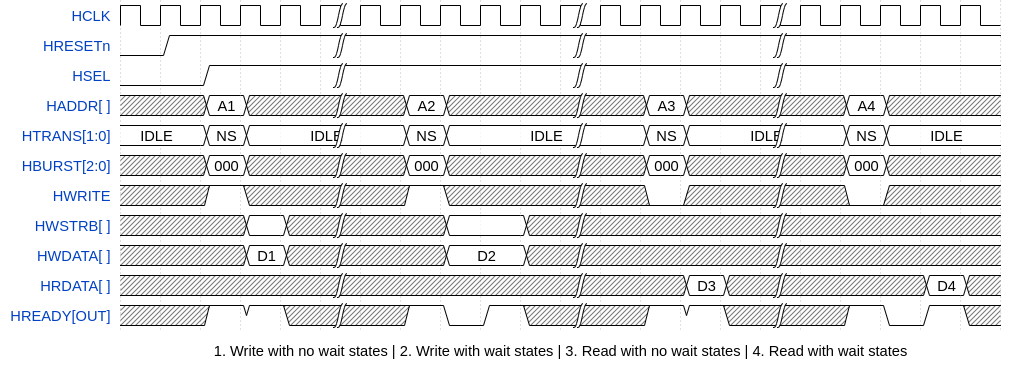 HCLK
HRESETn
HSEL
HADDR[ ] A1 A2 A3 A4
HTRANS[1:0] IDLE NS IDLE NS IDLE NS IDLE NS IDLE
HBURST[2:0] 000 000 000 000
HWRITE
HWSTRB[ ]
HWDATA[ ] D1 D2
HRDATA[ ] D3 D4
HREADY[OUT]
1. Write with no wait states | 2. Write with wait states | 3. Read with no wait states | 4. Read with wait states